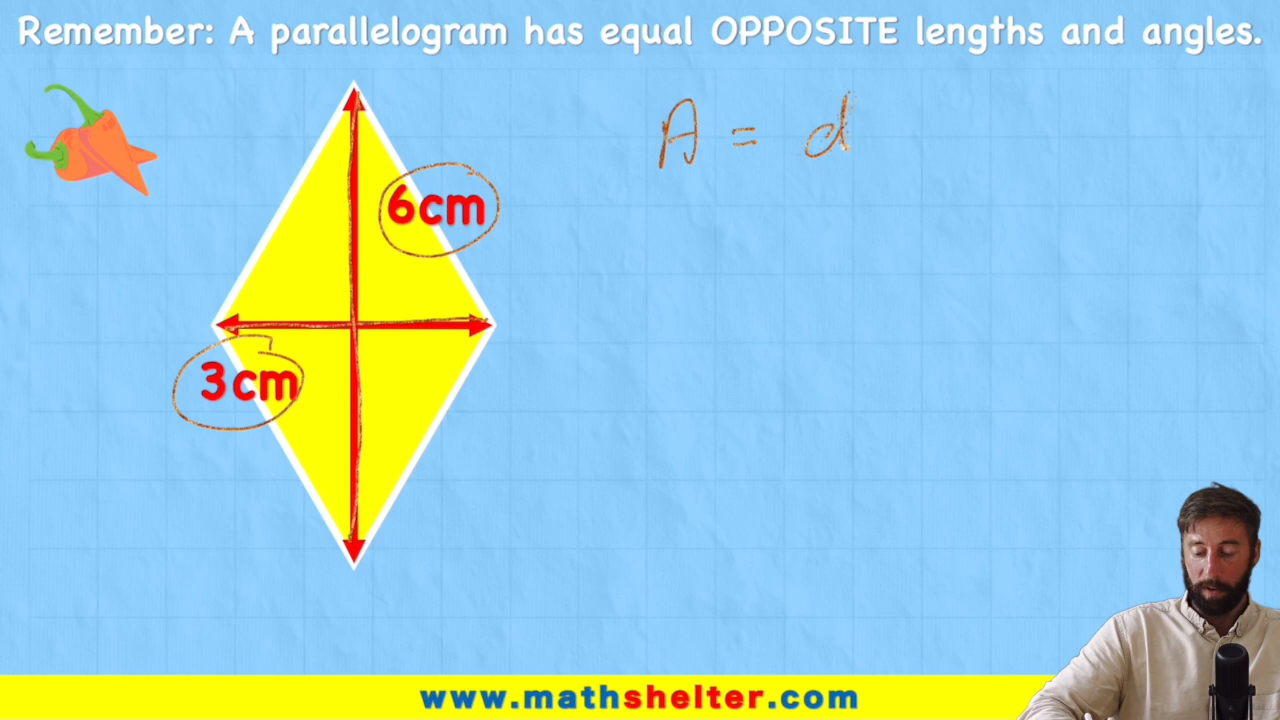 Remember: A parallelogram has equal OPPOSITE lengths and angles.
A = d
6cm
3cm
www.mathshelter.com